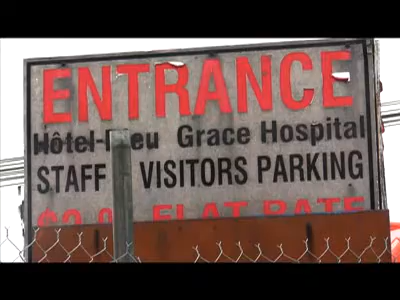 ENTRANCE
Hôtel-Dieu Grace Hospital
STAFF VISITORS PARKING
FLAT RATE